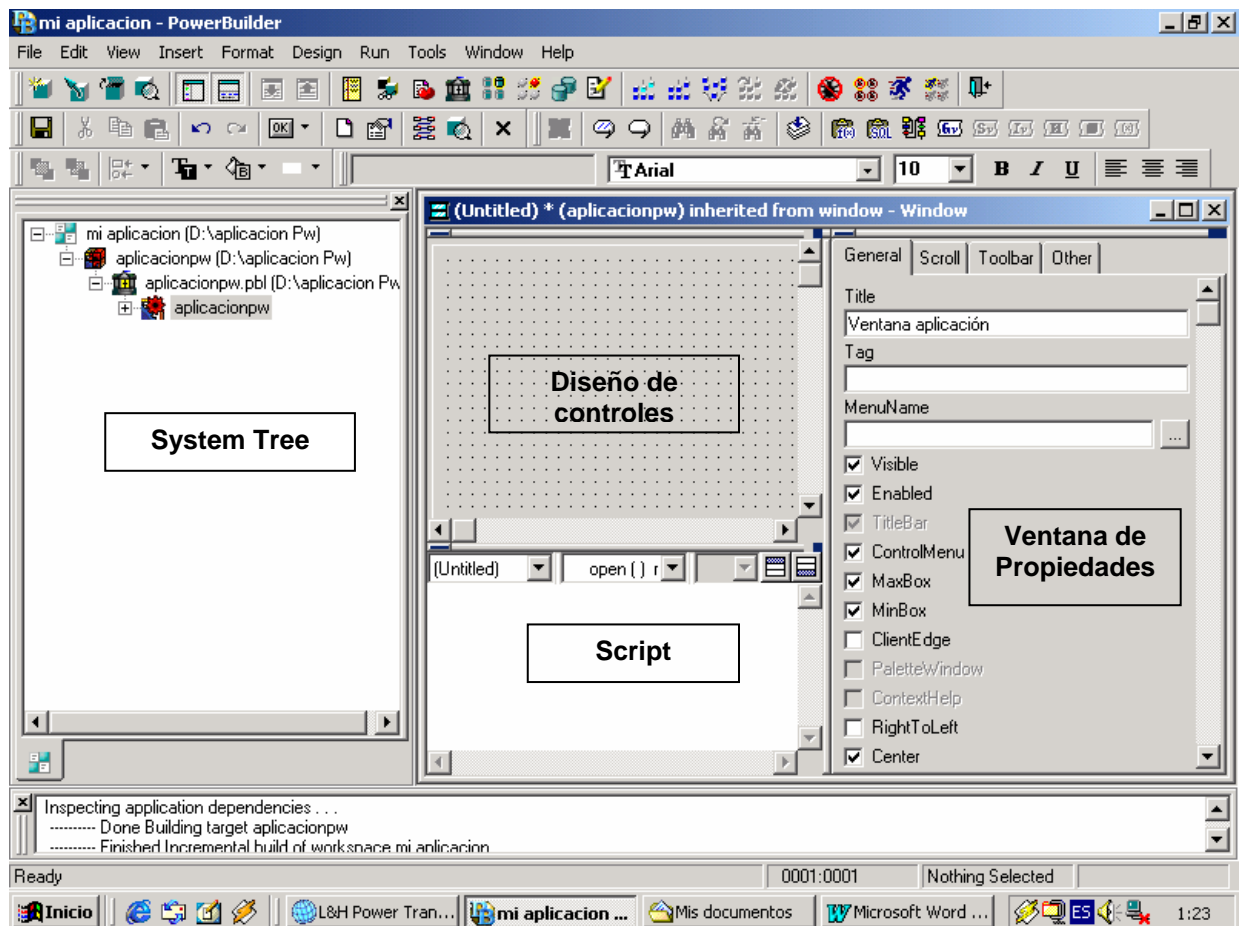 mi aplicacion - PowerBuilder
File Edit View Insert Format Design Run Tools Window Help
OK
f(x) SQL Gv Sv Iv
Arial 10 B I U
(Untitled) * (aplicacionpw) inherited from window - Window
mi aplicacion (D:\aplicacion Pw)
aplicacionpw (D:\aplicacion Pw)
aplicacionpw.pbl (D:\aplicacion Pw
aplicacionpw
System Tree
Diseño de
controles
(Untitled) open ( ) r
Script
General Scroll Toolbar Other
Title
Ventana aplicación
Tag
MenuName
...
Visible
Enabled
TitleBar
ControlMenu
MaxBox
MinBox
ClientEdge
PaletteWindow
ContextHelp
RightToLeft
Center
Ventana de
Propiedades
Inspecting application dependencies . . .
---------- Done Building target aplicacionpw
---------- Finished Incremental build of workspace mi aplicacion
Ready 0001:0001 Nothing Selected
Inicio L&H Power Tran... mi aplicacion ... Mis documentos Microsoft Word ... ES 1:23